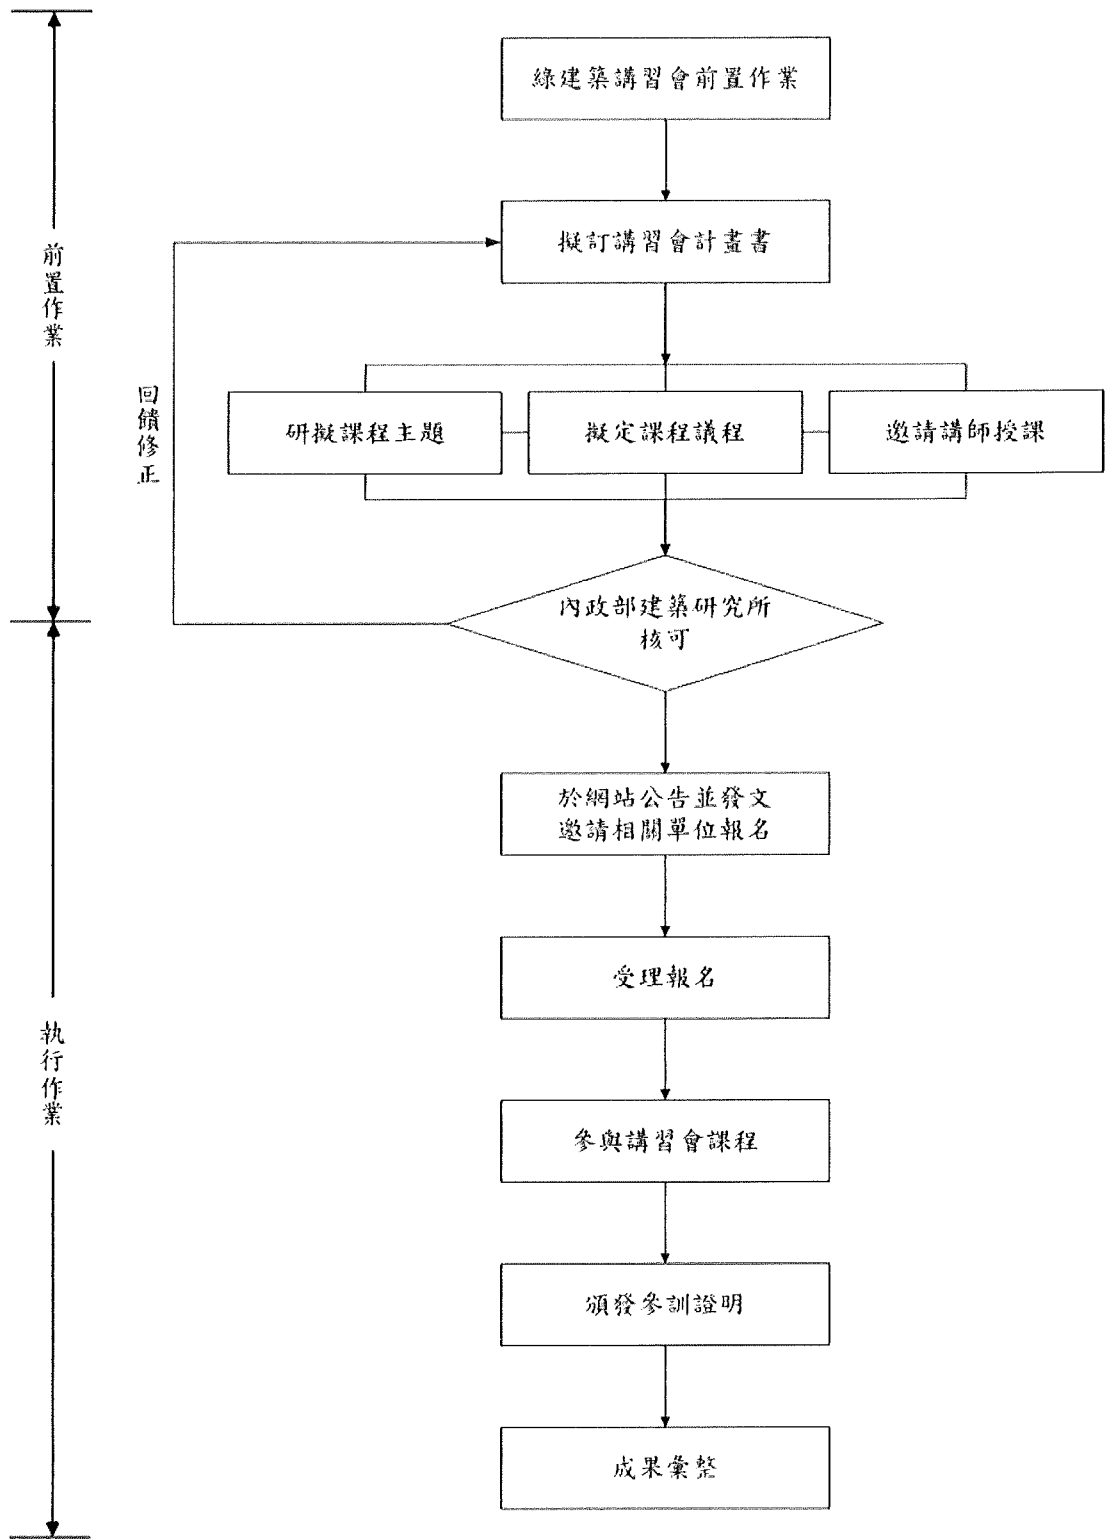 綠建築講習會前置作業
擬訂講習會計畫書
前置作業
回饋修正
研擬課程主題
擬定課程議程
邀請講師授課
內政部建築研究所
核可
於網站公告並發文
邀請相關單位報名
受理報名
執行作業
參與講習會課程
頒發參訓證明
成果彙整